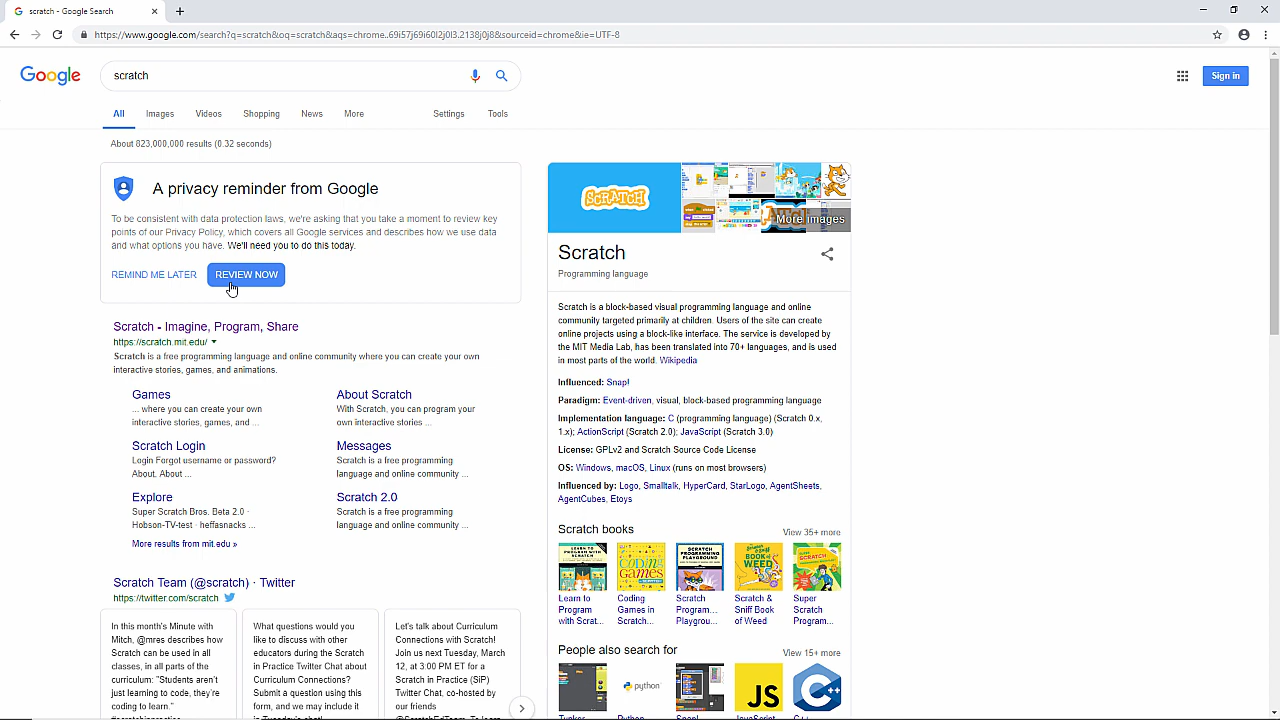 scratch - Google Search
https://www.google.com/search?q=scratch&oq=scratch&aqs=chrome..69i57j69i60l2j0l3.2138j0j8&sourceid=chrome&ie=UTF-8
Google
scratch
Sign in
All
Images
Videos
Shopping
News
More
Settings
Tools
About 823,000,000 results (0.32 seconds)
A privacy reminder from Google
To be consistent with data protection laws, we're asking that you take a moment to review key
points of our Privacy Policy, which covers all Google services and describes how we use data
and what options you have. We'll need you to do this today.
REMIND ME LATER
REVIEW NOW
Scratch - Imagine, Program, Share
https://scratch.mit.edu/
Scratch is a free programming language and online community where you can create your own
interactive stories, games, and animations.
Games
... where you can create your own
interactive stories, games, and ...
About Scratch
With Scratch, you can program your
own interactive stories ...
Scratch Login
Login Forgot username or password?
About. About ...
Messages
Scratch is a free programming
language and online community ...
Explore
Super Scratch Bros. Beta 2.0 ·
Hobson-TV-test · heffasnacks ...
Scratch 2.0
Scratch is a free programming
language and online community ...
More results from mit.edu »
Scratch Team (@scratch) · Twitter
https://twitter.com/scratch
In this month's Minute with
Mitch, @mres describes how
Scratch can be used in all
classes, in all parts of the
curriculum: "Students aren't
just learning to code, they're
coding to learn."
What questions would you
like to discuss with other
educators during the Scratch
in Practice Twitter Chat about
Curriculum Connections?
Submit a question using this
form, and we may include it
Let's talk about Curriculum
Connections with Scratch!
Join us next Tuesday, March
12, at 3:00 PM ET for a
Scratch in Practice (SiP)
Twitter Chat, co-hosted by
our friends
SCRATCH
More images
Scratch
Programming language
Scratch is a block-based visual programming language and online
community targeted primarily at children. Users of the site can create
online projects using a block-like interface. The service is developed by
the MIT Media Lab, has been translated into 70+ languages, and is used
in most parts of the world. Wikipedia
Influenced: Snap!
Paradigm: Event-driven, visual, block-based programming language
Implementation language: C (programming language) (Scratch 0.x,
1.x); ActionScript (Scratch 2.0); JavaScript (Scratch 3.0)
License: GPLv2 and Scratch Source Code License
OS: Windows, macOS, Linux (runs on most browsers)
Influenced by: Logo, Smalltalk, HyperCard, StarLogo, AgentSheets,
AgentCubes, Etoys
Scratch books
View 35+ more
Learn to
Program
with Scrat...
Coding
Games in
Scratch...
Scratch
Program...
Playgrou...
Scratch &
Sniff Book
of Weed
Super
Scratch
Program...
People also search for
View 15+ more
python
JS
C++